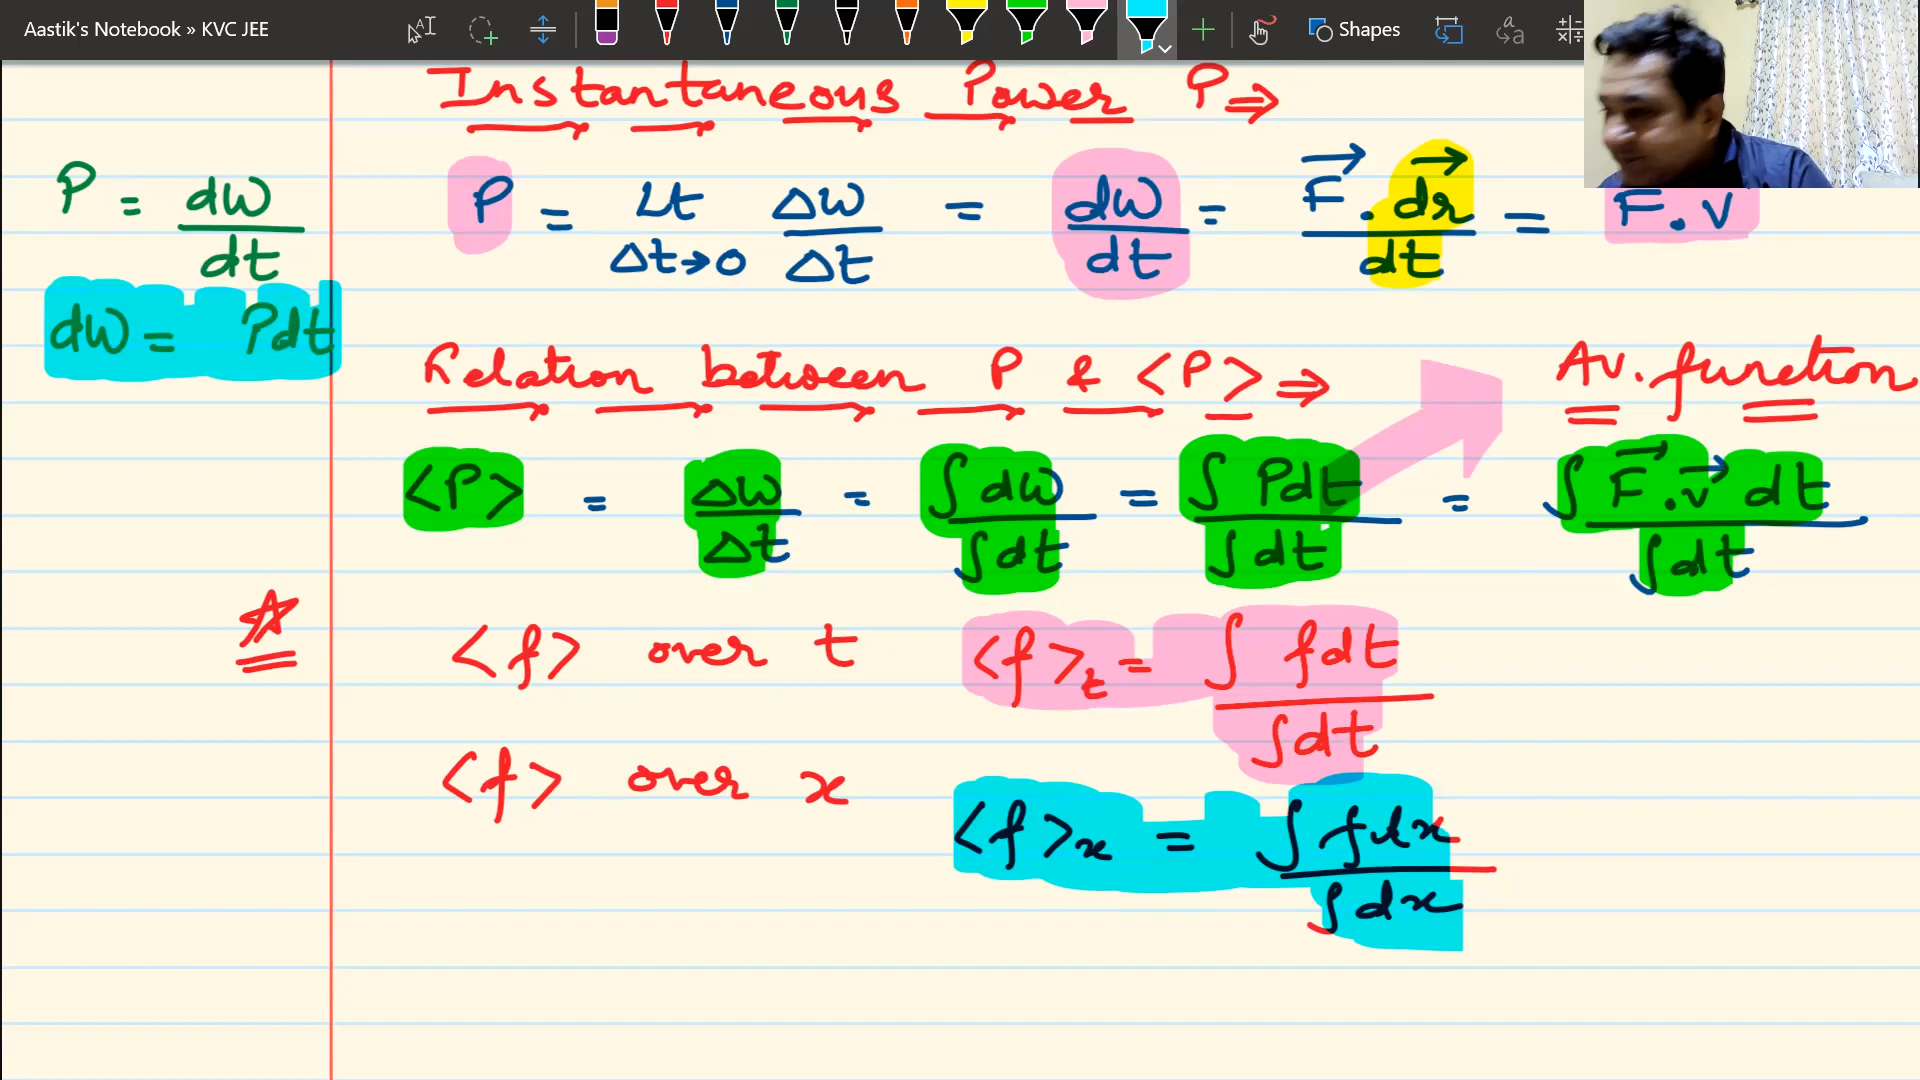 Aastik's Notebook » KVC JEE
Shapes
Instantaneous Power P ⇒
P = dW/dt
P = Lt Δt→0 ΔW/Δt = dW/dt = F⃗ . dr⃗/dt = F . V
dW = Pdt
Relation between P & <P> ⇒
Av. function
<P> = ΔW/Δt = ∫dW/∫dt = ∫Pdt/∫dt = ∫F⃗.v⃗ dt/∫dt
<f> over t <f>t = ∫fdt/∫dt
<f> over x <f>x = ∫fdx/∫dx